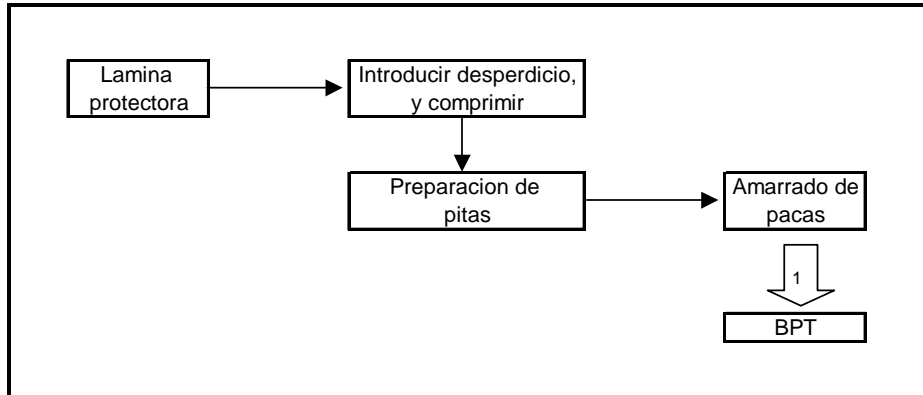 Lamina
protectora
Introducir desperdicio,
y comprimir
Preparacion de
pitas
Amarrado de
pacas
1
BPT